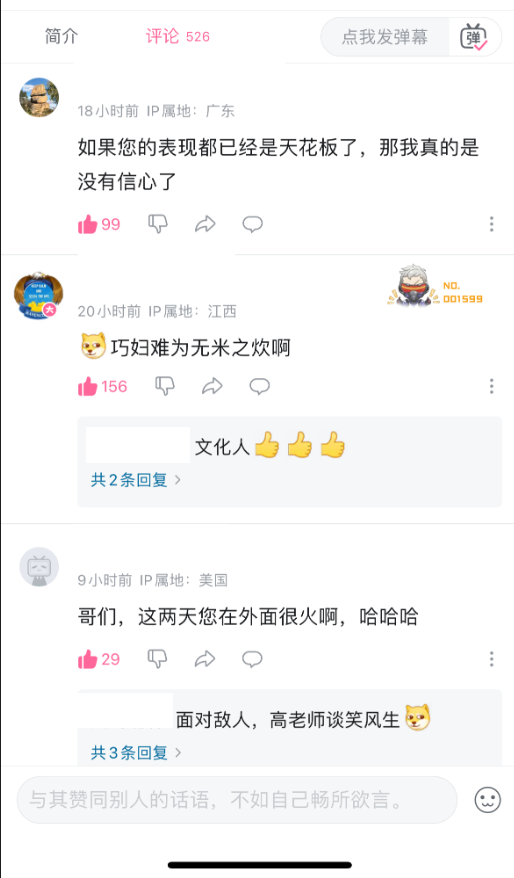 简介
评论 526
点我发弹幕
弹
18小时前 IP属地：广东
如果您的表现都已经是天花板了，那我真的是
没有信心了
99
NO.
001599
20小时前 IP属地：江西
巧妇难为无米之炊啊
156
文化人
共2条回复
9小时前 IP属地：美国
哥们，这两天您在外面很火啊，哈哈哈
29
面对敌人，高老师谈笑风生
共3条回复
与其赞同别人的话语，不如自己畅所欲言。